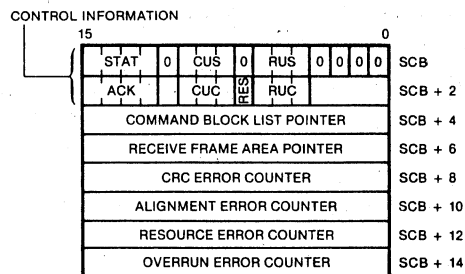 CONTROL INFORMATION
15 0
STAT 0 CUS 0 RUS 0 0 0 0 SCB
ACK CUC RES RUC SCB + 2
COMMAND BLOCK LIST POINTER SCB + 4
RECEIVE FRAME AREA POINTER SCB + 6
CRC ERROR COUNTER SCB + 8
ALIGNMENT ERROR COUNTER SCB + 10
RESOURCE ERROR COUNTER SCB + 12
OVERRUN ERROR COUNTER SCB + 14